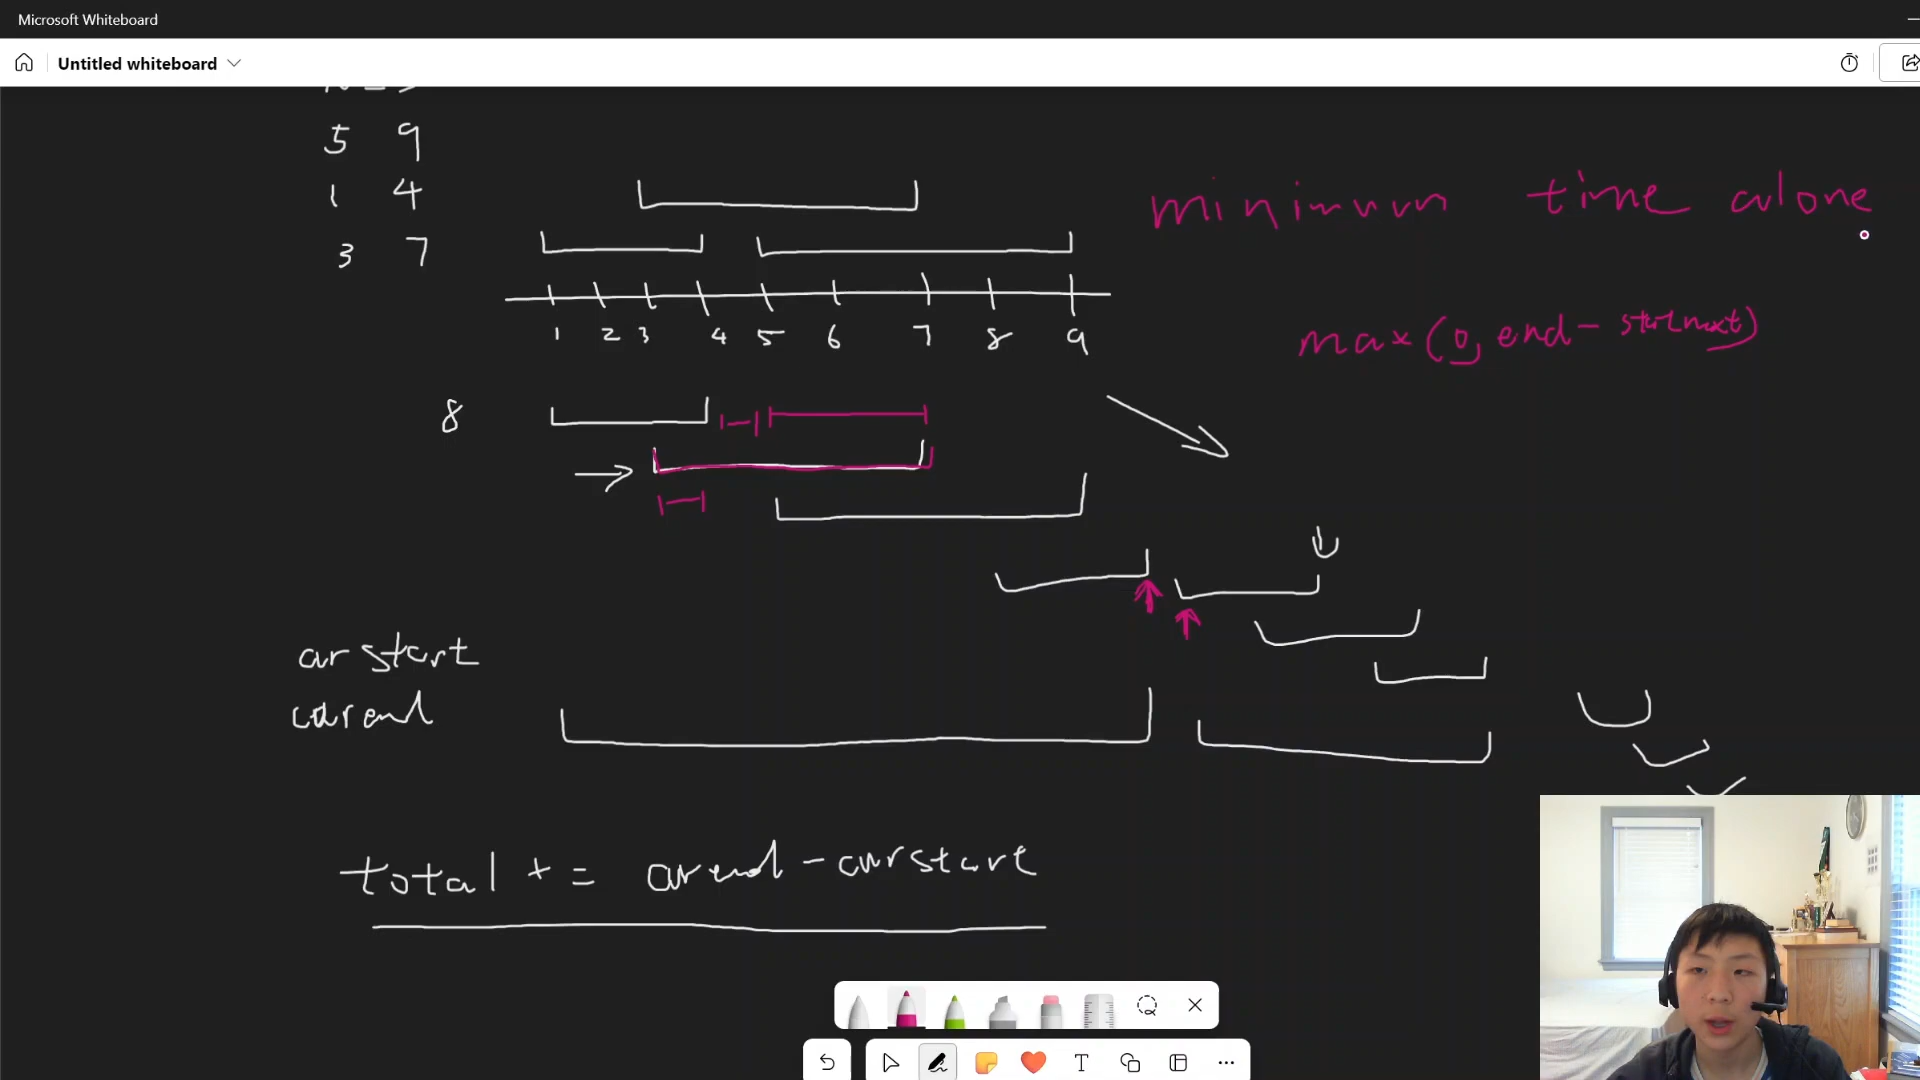 Microsoft Whiteboard
Untitled whiteboard
5 9
1 4
3 7
minimum time alone
1 2 3 4 5 6 7 8 9
max(0, end - startnext)
8
curstart
curend
total += curend - curstart
T